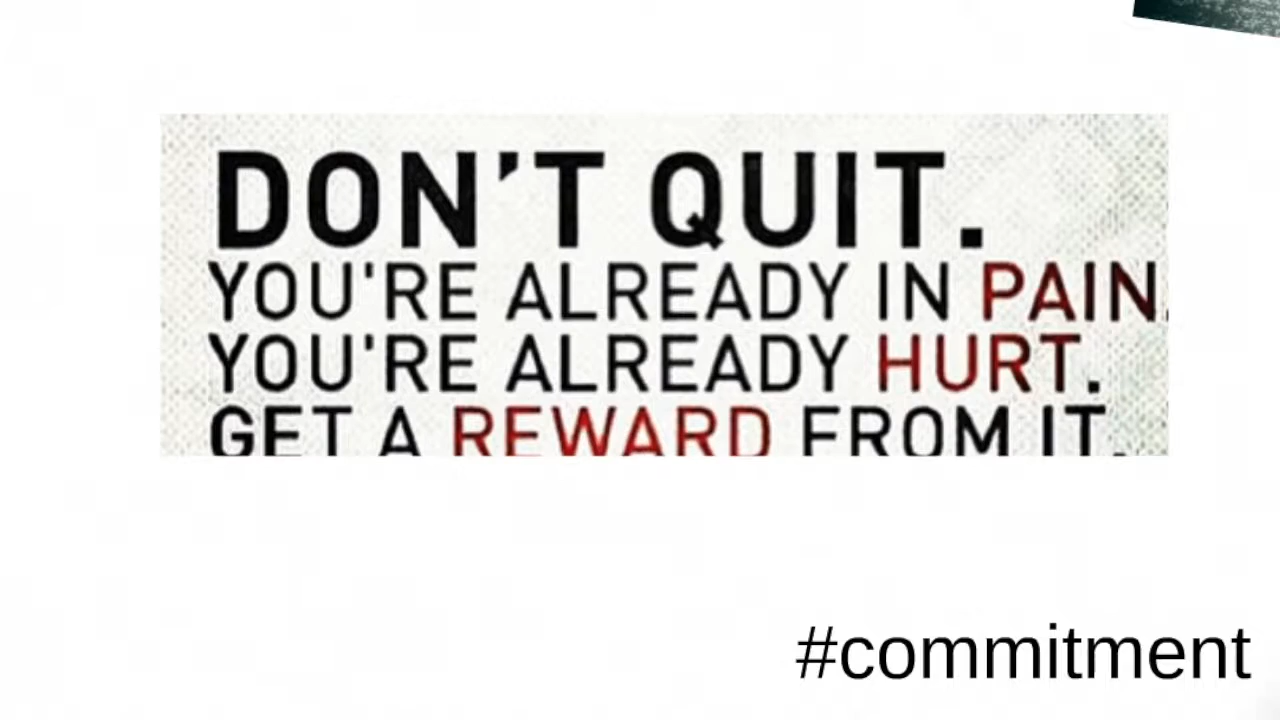 DON'T QUIT.
YOU'RE ALREADY IN PAIN.
YOU'RE ALREADY HURT.
GET A REWARD FROM IT.
#commitment